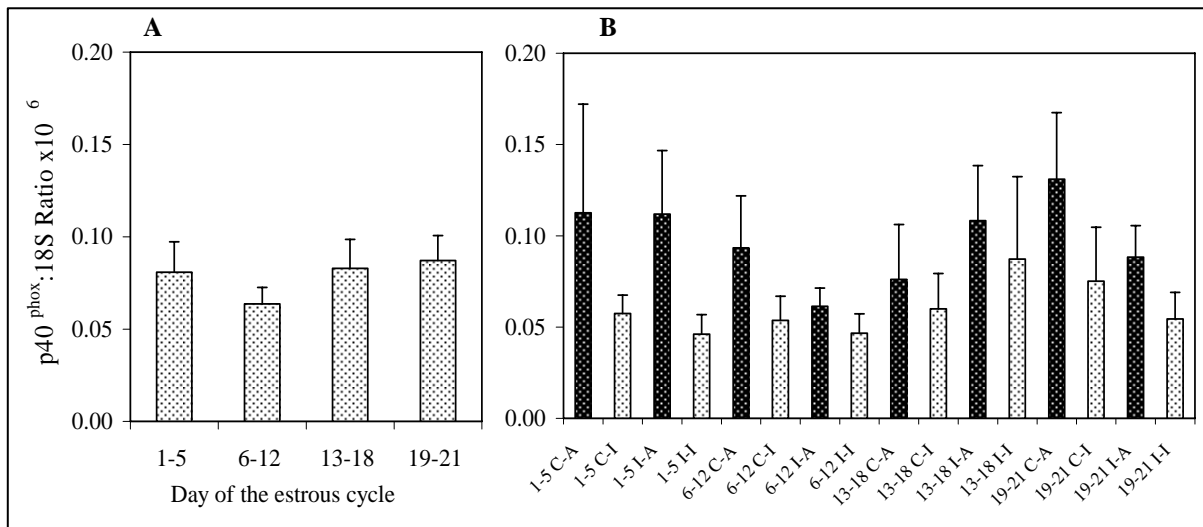 A
p40 phox:18S Ratio x10 6
0.20
0.15
0.10
0.05
0.00
1-5 6-12 13-18 19-21
Day of the estrous cycle
B
0.20
0.15
0.10
0.05
0.00
1-5 C-A
1-5 C-I
1-5 I-A
1-5 I-I
6-12 C-A
6-12 C-I
6-12 I-A
6-12 I-I
13-18 C-A
13-18 C-I
13-18 I-A
13-18 I-I
19-21 C-A
19-21 C-I
19-21 I-A
19-21 I-I